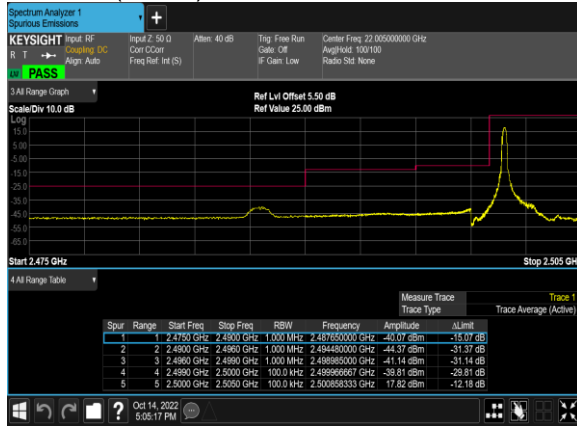 Spectrum Analyzer 1
Spurious Emissions
+
KEYSIGHT Input: RF Input Z: 50 Ω Atten: 40 dB Trig: Free Run Center Freq: 22.005000000 GHz
R T Coupling: DC Corr CCorr Gate: Off Avg|Hold: 100/100
Align: Auto Freq Ref: Int (S) IF Gain: Low Radio Std: None
PASS
3 All Range Graph
Ref Lvl Offset 5.50 dB
Scale/Div 10.0 dB Ref Value 25.00 dBm
Log
15.0
5.00
-5.00
-15.0
-25.0
-35.0
-45.0
-55.0
-65.0
Start 2.475 GHz Stop 2.505 GH
4 All Range Table
Measure Trace Trace 1
Trace Type Trace Average (Active)
Spur Range Start Freq Stop Freq RBW Frequency Amplitude ΔLimit
1 1 2.4750 GHz 2.4900 GHz 1.000 MHz 2.487650000 GHz -40.07 dBm -15.07 dB
2 2 2.4900 GHz 2.4960 GHz 1.000 MHz 2.494480000 GHz -44.37 dBm -31.37 dB
3 3 2.4960 GHz 2.4990 GHz 1.000 MHz 2.498985000 GHz -41.14 dBm -31.14 dB
4 4 2.4990 GHz 2.5000 GHz 100.0 kHz 2.499966667 GHz -39.81 dBm -29.81 dB
5 5 2.5000 GHz 2.5050 GHz 100.0 kHz 2.500858333 GHz 17.82 dBm -12.18 dB
? Oct 14, 2022
5:05:17 PM